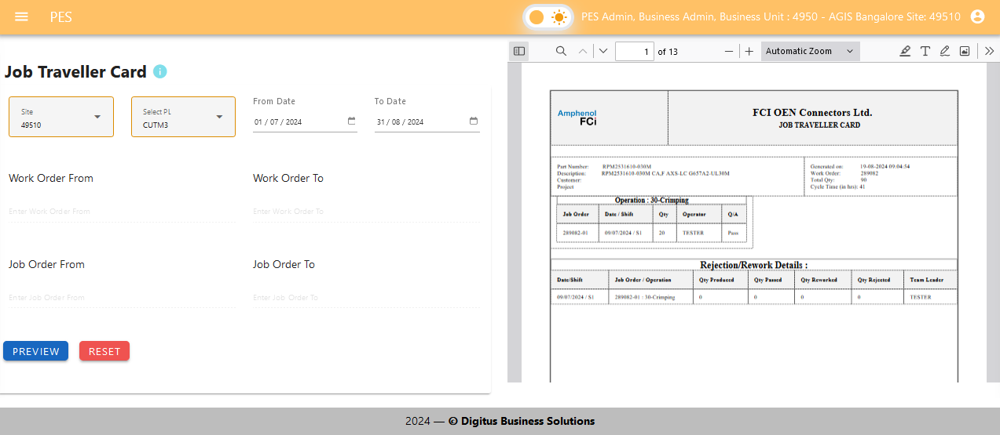 PES
PES Admin, Business Admin, Business Unit : 4950 - AGIS Bangalore Site: 49510
Job Traveller Card
Site
49510
Select PL
CUTM3
From Date
01 / 07 / 2024
To Date
31 / 08 / 2024
Work Order From
Work Order To
Enter Work Order From
Enter Work Order To
Job Order From
Job Order To
Enter Job Order From
Enter Job Order To
PREVIEW
RESET
1 of 13
Automatic Zoom
Amphenol
FCi
FCI OEN Connectors Ltd.
JOB TRAVELLER CARD
Part Number: RPM2531610-030M
Description: RPM2531610-030M CA,F AXS-LC G657A2-UL30M
Customer:
Project
Generated on: 19-08-2024 09:04:54
Work Order: 289082
Total Qty: 90
Cycle Time (in hrs): 41
Operation : 30-Crimping
Job Order Date / Shift Qty Operator Q/A
289082-01 09/07/2024 / S1 20 TESTER Pass
Rejection/Rework Details :
Date/Shift Job Order / Operation Qty Produced Qty Passed Qty Reworked Qty Rejected Team Leader
09/07/2024 / S1 289082-01 : 30-Crimping 0 0 0 0 TESTER
2024 — © Digitus Business Solutions